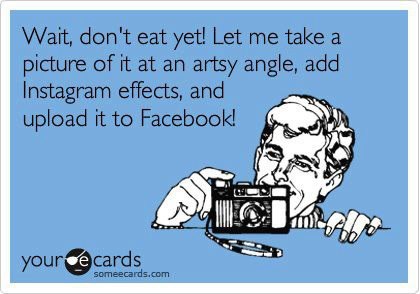 Wait, don't eat yet! Let me take a
picture of it at an artsy angle, add
Instagram effects, and
upload it to Facebook!
your e cards
someecards.com